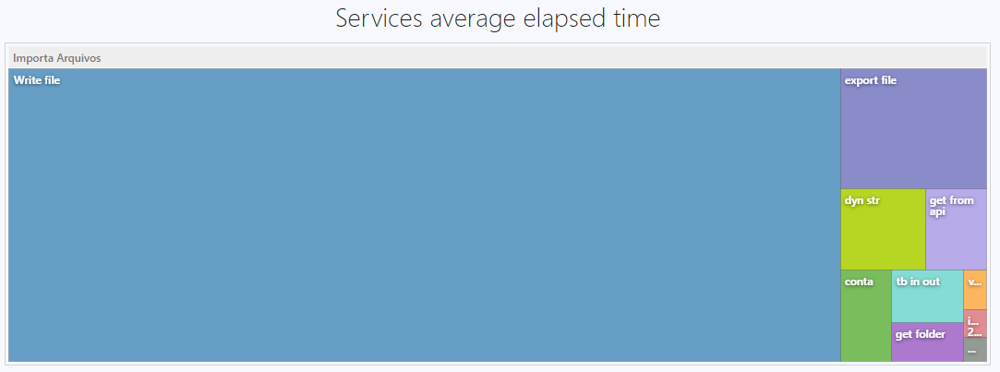 Services average elapsed time
Importa Arquivos
Write file
export file
dyn str
get from
api
conta
tb in out
v...
get folder
i...
2...
...